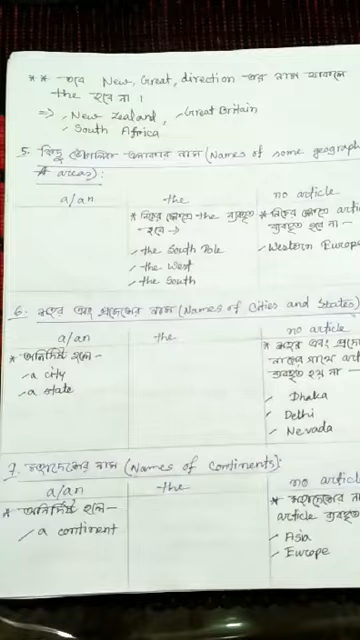 ** তবে New, Great, direction এর নাম থাকলে
the হবে না।
⇒ ✓ New Zealand, ✓ Great Britain
✓ South Africa
5. কিছু ভৌগোলিক এলাকার নাম (Names of some geograph
areas):
a/an the no article
* নিচের ক্ষেত্রে the ব্যবহৃত * নিচের ক্ষেত্রে arti
হবে → ব্যবহৃত হবে না —
✓ the South Pole ✓ Western Europe
✓ the West
✓ the South
6. শহর এবং প্রদেশের নাম (Names of Cities and States)
a/an the no article
* অনির্দিষ্ট হলে - * শহর এবং প্রদে
✓ a city নামের সাথে art
✓ a state ব্যবহৃত হয় না —
✓ Dhaka
✓ Delhi
✓ Nevada
৭. মহাদেশের নাম (Names of Continents):
a/an the no articl
* অনির্দিষ্ট হলে - * মহাদেশের না
✓ a continent article ব্যবহৃ
✓ Asia
✓ Europe